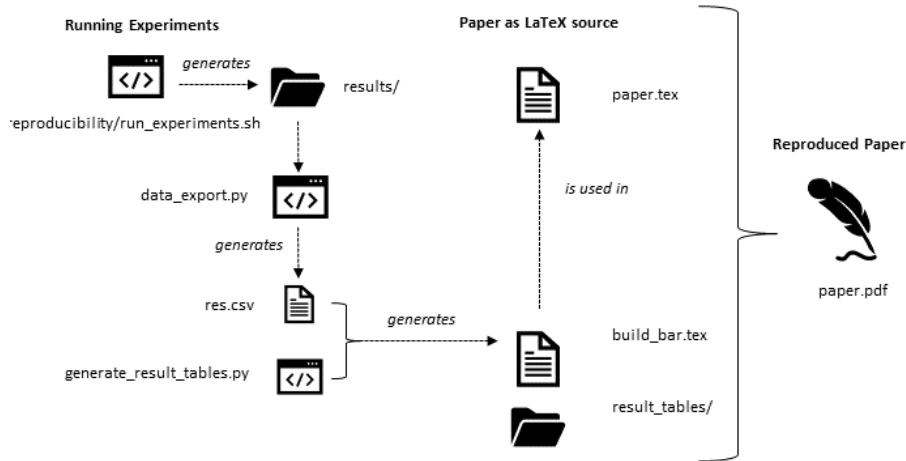 Running Experiments
Paper as LaTeX source
generates
results/
paper.tex
reproducibility/run_experiments.sh
Reproduced Paper
data_export.py
is used in
generates
paper.pdf
res.csv
generates
build_bar.tex
generate_result_tables.py
result_tables/